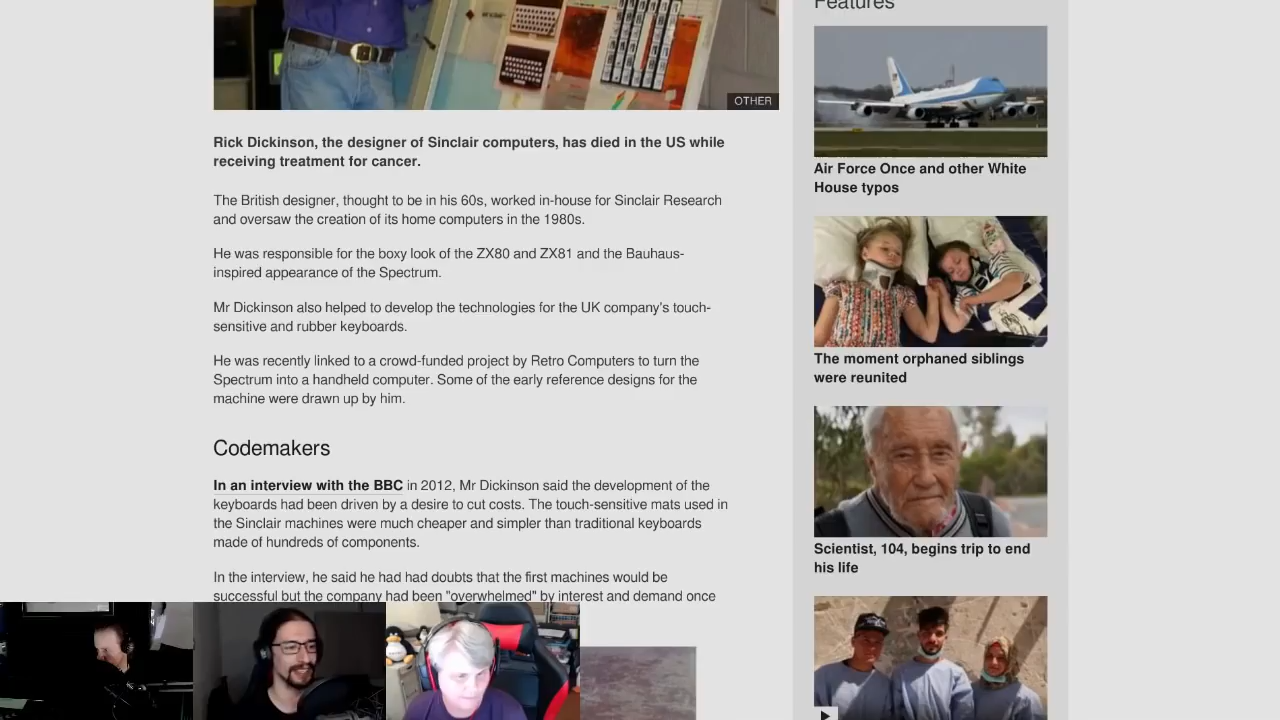 Features
OTHER
Rick Dickinson, the designer of Sinclair computers, has died in the US while
receiving treatment for cancer.
The British designer, thought to be in his 60s, worked in-house for Sinclair Research
and oversaw the creation of its home computers in the 1980s.
He was responsible for the boxy look of the ZX80 and ZX81 and the Bauhaus-
inspired appearance of the Spectrum.
Mr Dickinson also helped to develop the technologies for the UK company's touch-
sensitive and rubber keyboards.
He was recently linked to a crowd-funded project by Retro Computers to turn the
Spectrum into a handheld computer. Some of the early reference designs for the
machine were drawn up by him.
Codemakers
In an interview with the BBC in 2012, Mr Dickinson said the development of the
keyboards had been driven by a desire to cut costs. The touch-sensitive mats used in
the Sinclair machines were much cheaper and simpler than traditional keyboards
made of hundreds of components.
In the interview, he said he had had doubts that the first machines would be
successful but the company had been "overwhelmed" by interest and demand once
Air Force Once and other White
House typos
The moment orphaned siblings
were reunited
Scientist, 104, begins trip to end
his life